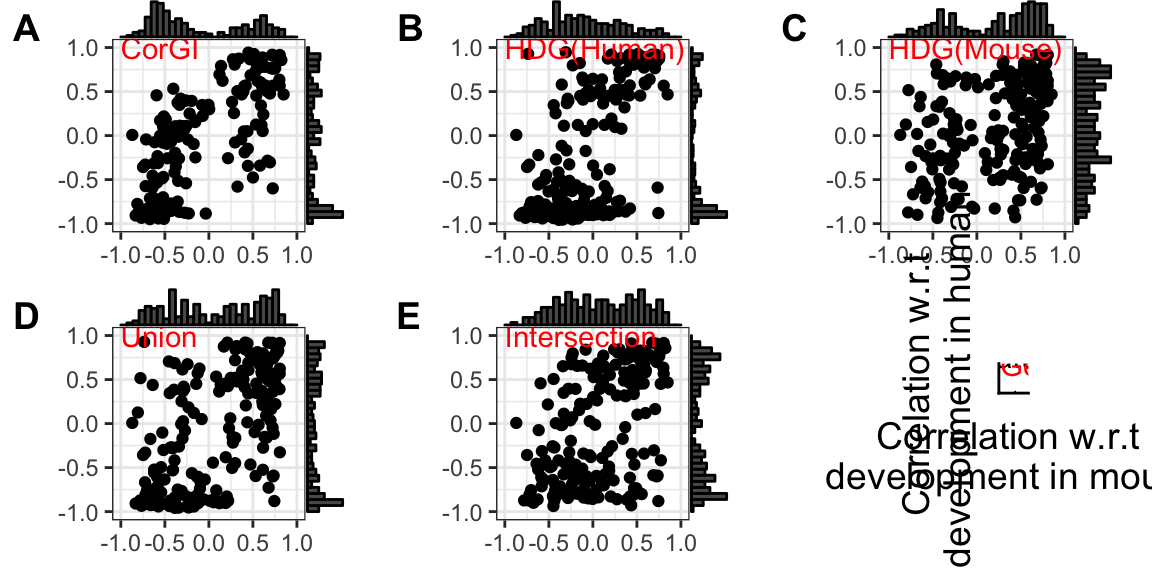 A
B
C
CorGI
HDG(Human)
HDG(Mouse)
1.0
0.5
0.0
-0.5
-1.0
-1.0 -0.5 0.0 0.5 1.0
1.0
0.5
0.0
-0.5
-1.0
-1.0 -0.5 0.0 0.5 1.0
1.0
0.5
0.0
-0.5
-1.0
-1.0 -0.5 0.0 0.5 1.0
D
E
Union
Intersection
1.0
0.5
0.0
-0.5
-1.0
-1.0 -0.5 0.0 0.5 1.0
1.0
0.5
0.0
-0.5
-1.0
-1.0 -0.5 0.0 0.5 1.0
Correlation w.r.t
development in human
Correlation w.r.t
development in mou